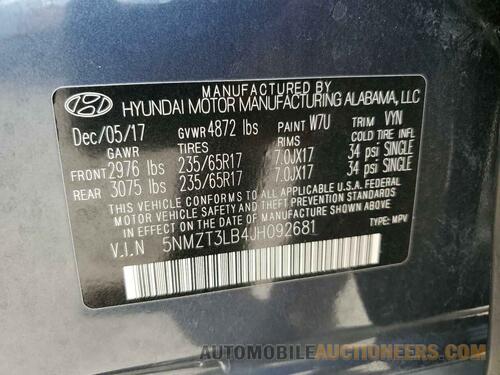 MANUFACTURED BY
HYUNDAI MOTOR MANUFACTURING ALABAMA, LLC
Dec/05/17 GVWR 4872 lbs PAINT W7U TRIM VYN
GAWR TIRES RIMS COLD TIRE INFL
FRONT 2976 lbs 235/65R17 7.0JX17 34 psi SINGLE
REAR 3075 lbs 235/65R17 7.0JX17 34 psi SINGLE
THIS VEHICLE CONFORMS TO ALL APPLICABLE U.S.A. FEDERAL
MOTOR VEHICLE SAFETY, BUMPER, AND THEFT PREVENTION
STANDARDS IN EFFECT ON THE DATE OF
MANUFACTURE SHOWN ABOVE.
V.I.N 5NMZT3LB4JH092681 TYPE: MPV
AUTOMOBILEAUCTIONERS.COM